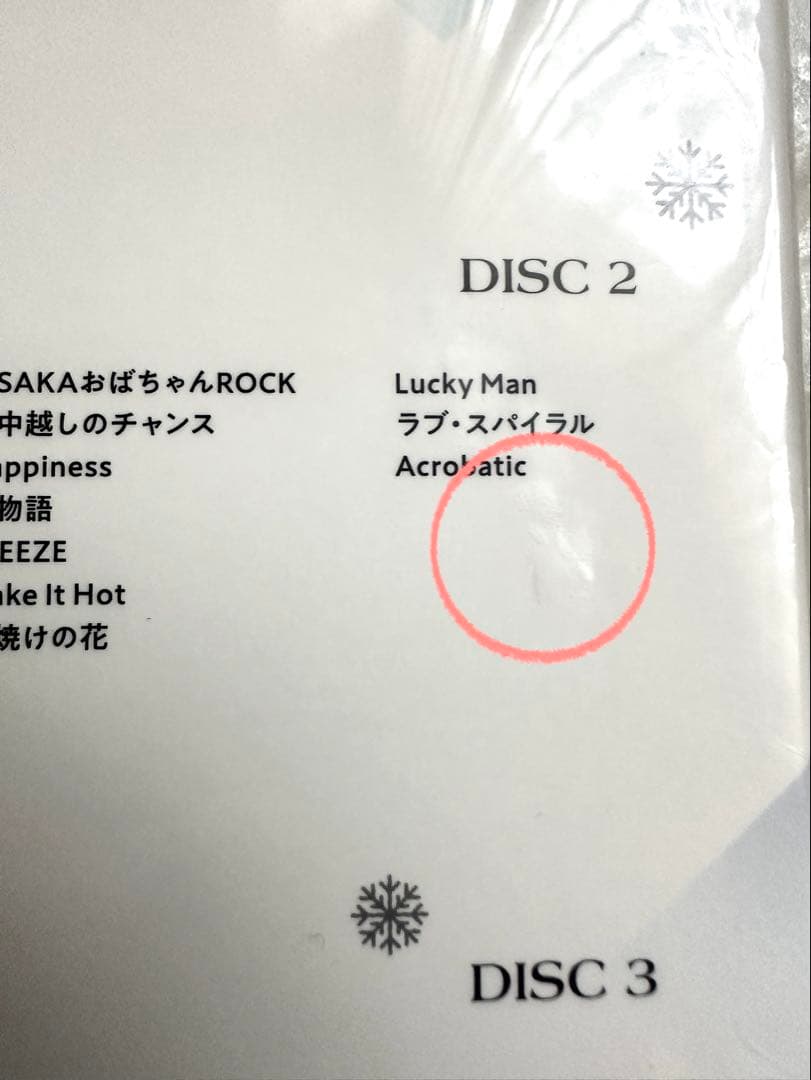 DISC 2
SAKAおばちゃんROCK
中越しのチャンス
appiness
物語
EEZE
ake It Hot
焼けの花
Lucky Man
ラブ・スパイラル
Acrobatic
DISC 3